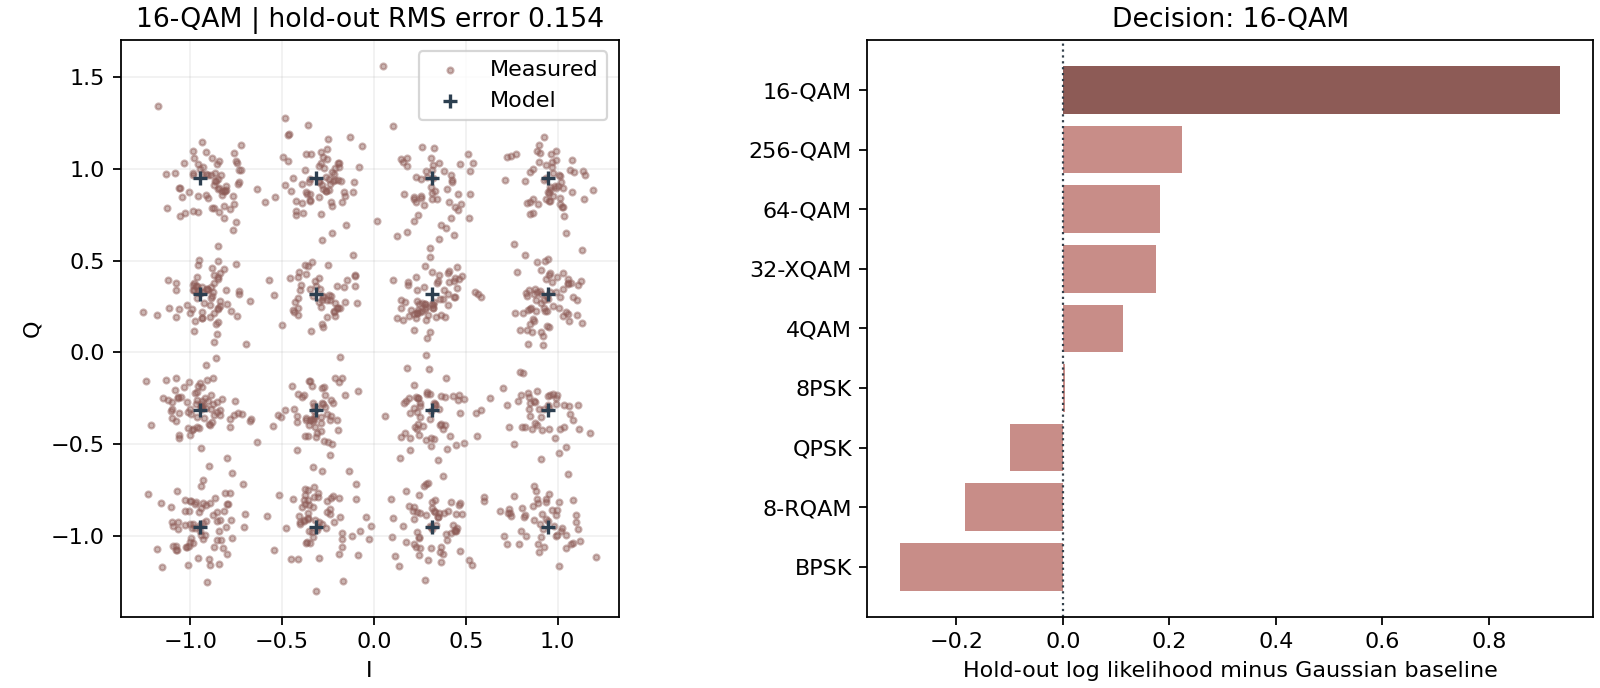 16-QAM | hold-out RMS error 0.154
Measured
Model
1.5
1.0
0.5
0.0
−0.5
−1.0
Q
−1.0
−0.5
0.0
0.5
1.0
I
Decision: 16-QAM
16-QAM
256-QAM
64-QAM
32-XQAM
4QAM
8PSK
QPSK
8-RQAM
BPSK
−0.2
0.0
0.2
0.4
0.6
0.8
Hold-out log likelihood minus Gaussian baseline